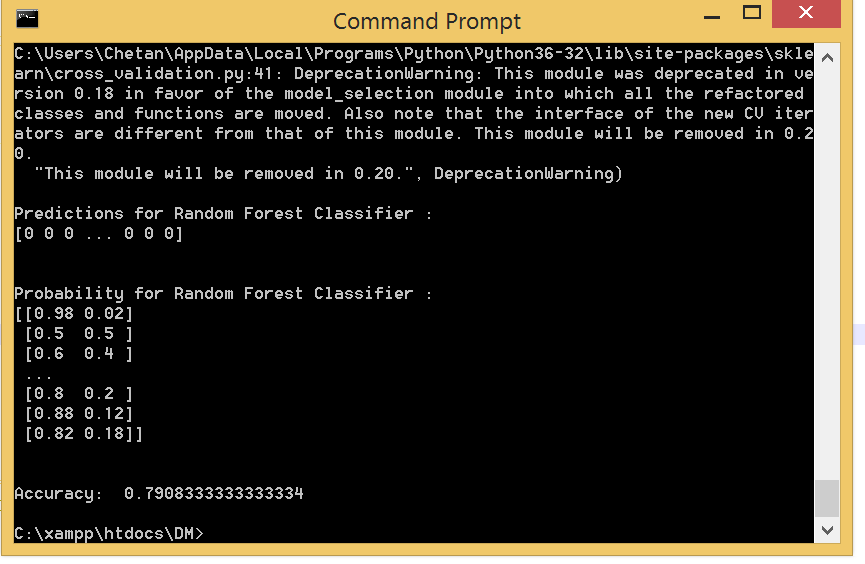 Command Prompt
C:\Users\Chetan\AppData\Local\Programs\Python\Python36-32\lib\site-packages\skle
arn\cross_validation.py:41: DeprecationWarning: This module was deprecated in ve
rsion 0.18 in favor of the model_selection module into which all the refactored
classes and functions are moved. Also note that the interface of the new CV iter
ators are different from that of this module. This module will be removed in 0.2
0.
  "This module will be removed in 0.20.", DeprecationWarning)
Predictions for Random Forest Classifier :
[0 0 0 ... 0 0 0]
Probability for Random Forest Classifier :
[[0.98 0.02]
 [0.5  0.5 ]
 [0.6  0.4 ]
 ...
 [0.8  0.2 ]
 [0.88 0.12]
 [0.82 0.18]]
Accuracy:  0.7908333333333334
C:\xampp\htdocs\DM>